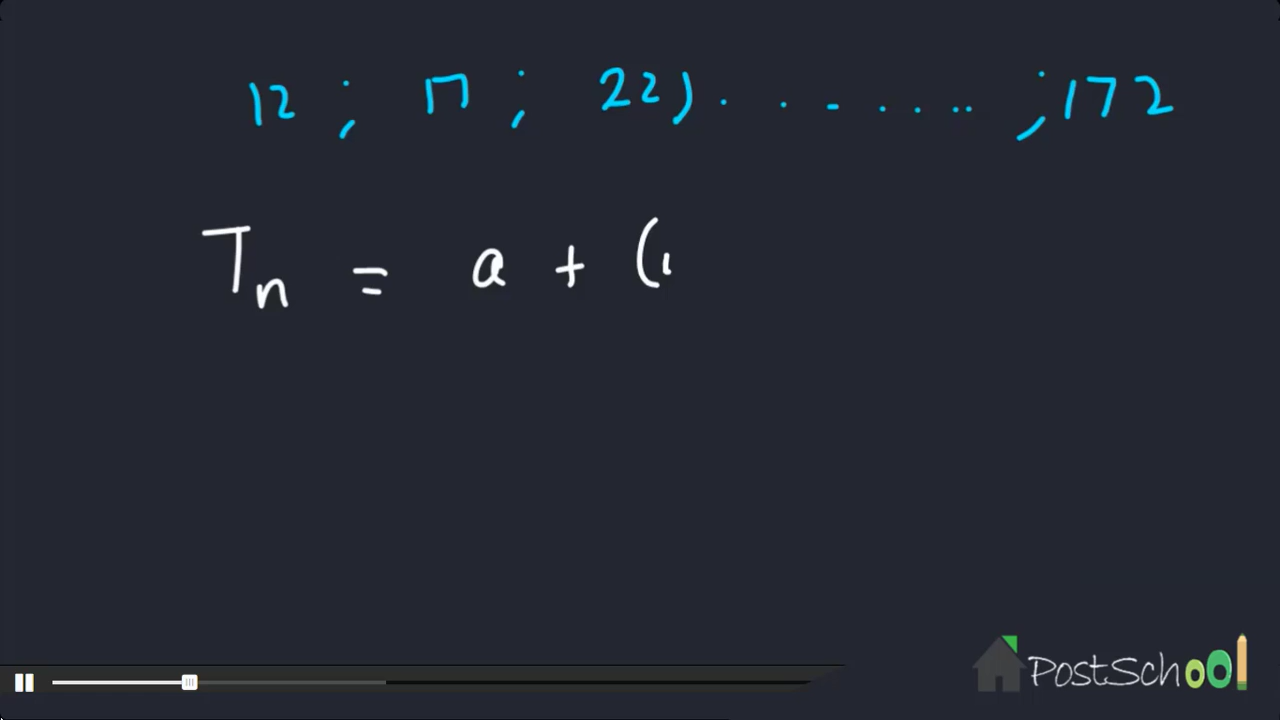 12 ; 17 ; 22 ; . . . . . . . ; 172
Tn = a + (
PostSchool